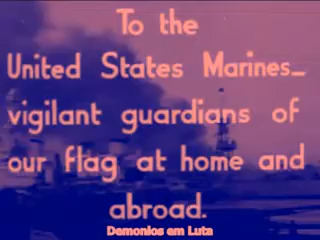 To the
United States Marines_
vigilant guardians of
our flag at home and
abroad.
Demonios em Luta